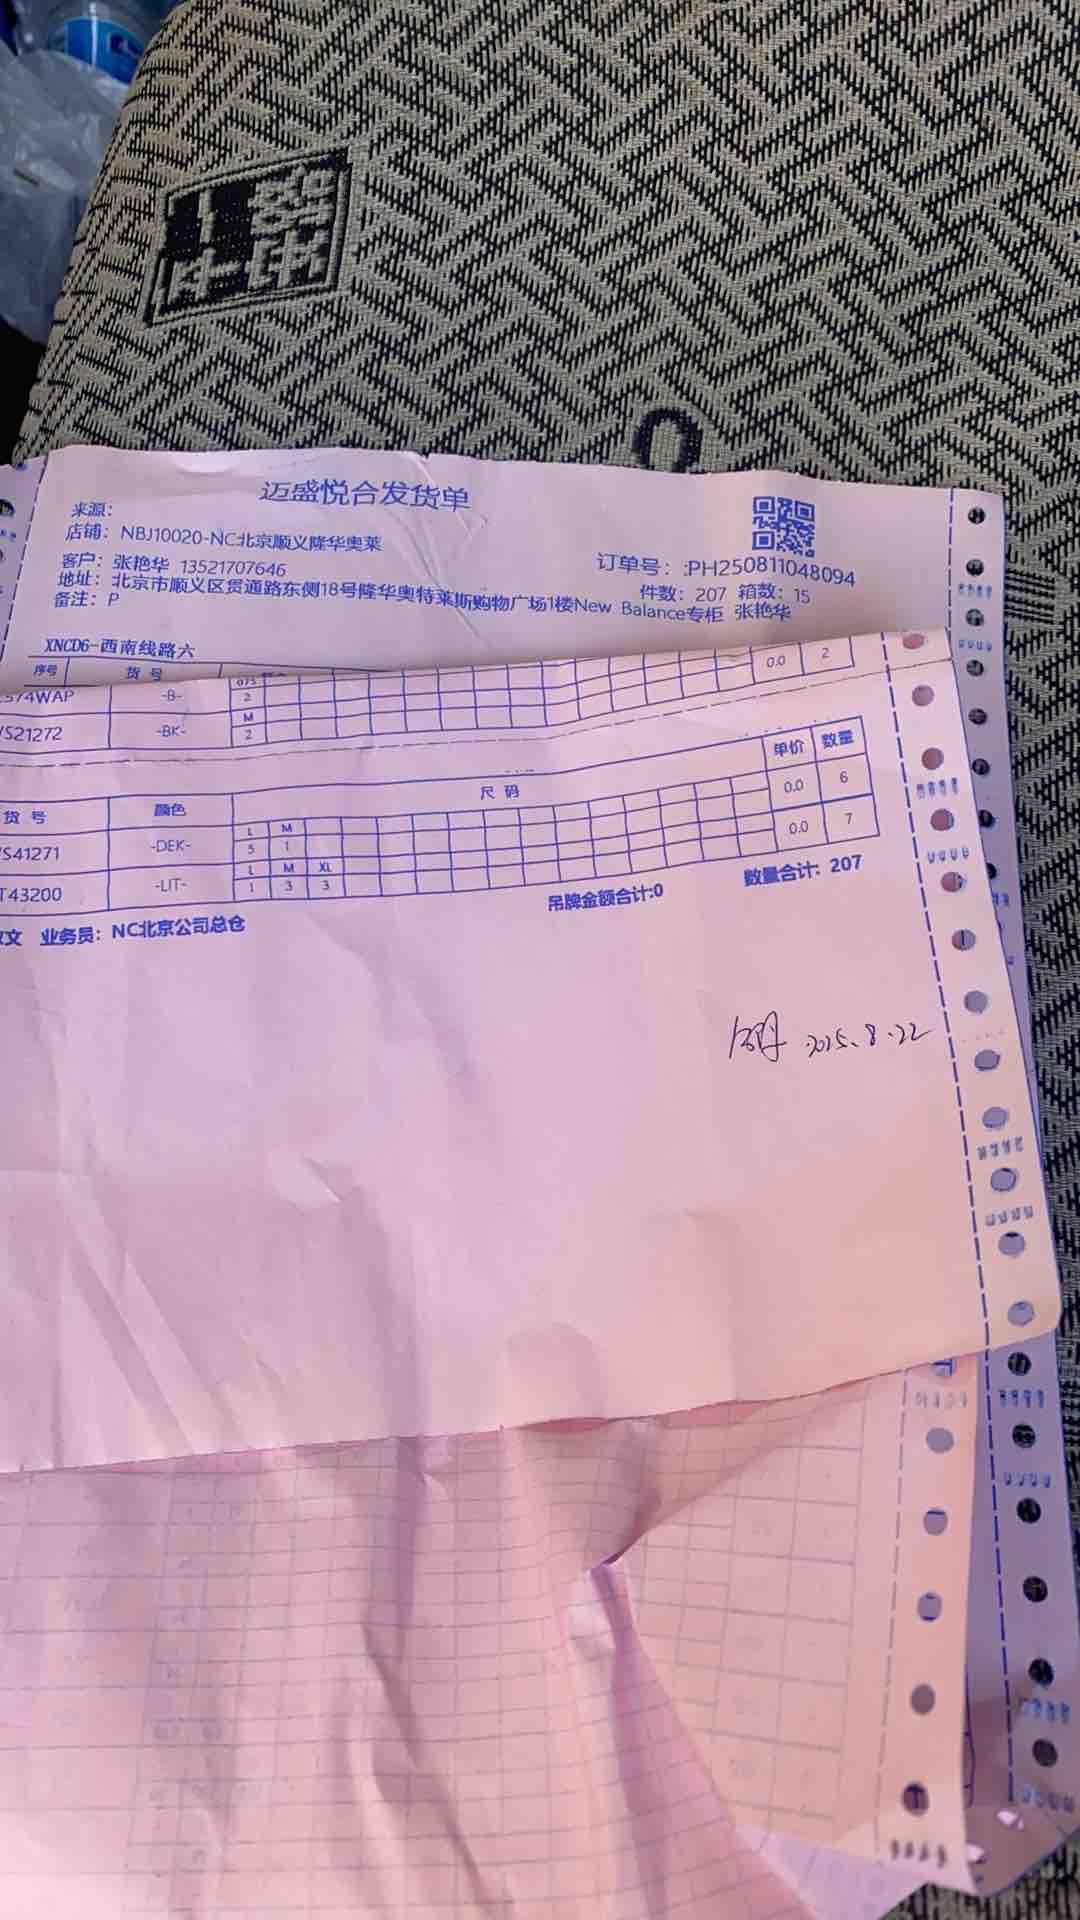 迈盛悦合发货单
来源：
店铺：NBJ10020-NC北京顺义隆华奥莱
客户：张艳华 13521707646
订单号：:PH250811048094
地址：北京市顺义区贯通路东侧18号隆华奥特莱斯购物广场1楼New Balance专柜 张艳华
件数：207 箱数：15
备注：P
XNCD6-西南线路六
序号 货号
574WAP -B- 2 0.0 2
S21272 -BK- M 2
货号 颜色 尺码 单价 数量
S41271 -DEK- L M 0.0 6
5 1
T43200 -LIT- L M XL 0.0 7
1 3 3
文 业务员：NC北京公司总仓 吊牌金额合计:0 数量合计: 207
2025.8.22